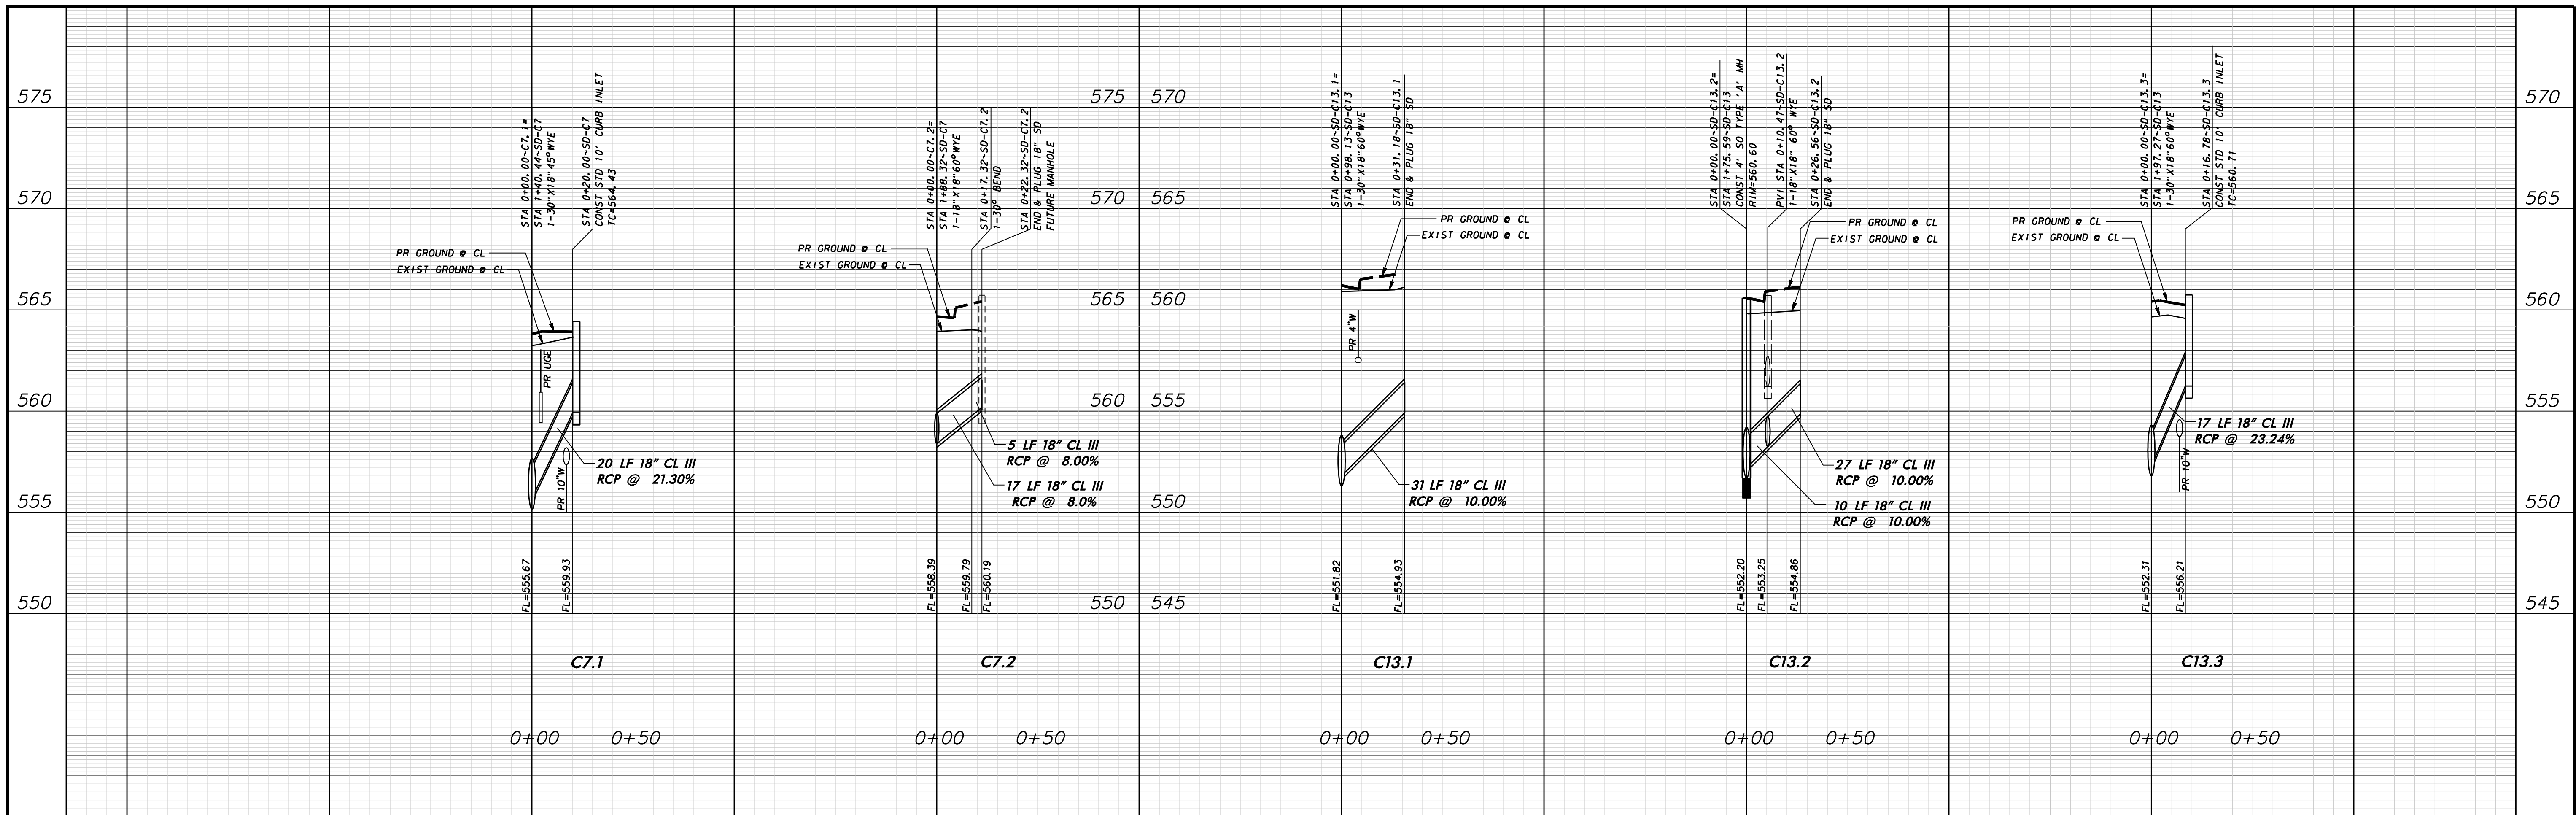 575
570
565
560
555
550
STA 0+00.00~C7.1=
STA 1+40.44~SD-C7
1-30"X18"45°WYE
STA 0+20.00~SD-C7
CONST STD 10' CURB INLET
TC=564.43
PR GROUND @ CL
EXIST GROUND @ CL
PR UGE
PR 10"W
20 LF 18" CL III
RCP @ 21.30%
FL=555.67
FL=559.93
C7.1
0+00
0+50
STA 0+00.00~C7.2=
STA 1+88.32~SD-C7
1-18"X18"60°WYE
STA 0+17.32~SD-C7.2
1-30° BEND
STA 0+22.32~SD-C7.2
END & PLUG 18" SD
FUTURE MANHOLE
PR GROUND @ CL
EXIST GROUND @ CL
5 LF 18" CL III
RCP @ 8.00%
17 LF 18" CL III
RCP @ 8.0%
FL=558.39
FL=559.79
FL=560.19
C7.2
0+00
0+50
575
570
565
560
550
570
565
560
555
550
545
STA 0+00.00~SD-C13.1=
STA 0+98.13~SD-C13
1-30"X18"60°WYE
STA 0+31.18~SD-C13.1
END & PLUG 18" SD
PR GROUND @ CL
EXIST GROUND @ CL
PR 4"W
31 LF 18" CL III
RCP @ 10.00%
FL=551.82
FL=554.93
C13.1
0+00
0+50
STA 0+00.00~SD-C13.2=
STA 1+75.59~SD-C13
CONST 4' SD TYPE 'A' MH
RIM=560.60
PVI STA 0+10.47~SD-C13.2
1-18"X18" 60° WYE
STA 0+26.56~SD-C13.2
END & PLUG 18" SD
PR GROUND @ CL
EXIST GROUND @ CL
27 LF 18" CL III
RCP @ 10.00%
10 LF 18" CL III
RCP @ 10.00%
FL=552.20
FL=553.25
FL=554.86
C13.2
0+00
0+50
STA 0+00.00~SD-C13.3=
STA 1+97.27~SD-C13
1-30"X18"60°WYE
STA 0+16.78~SD-C13.3
CONST STD 10' CURB INLET
TC=560.71
PR GROUND @ CL
EXIST GROUND @ CL
17 LF 18" CL III
RCP @ 23.24%
PR 10"W
FL=552.31
FL=556.21
C13.3
0+00
0+50
570
565
560
555
550
545